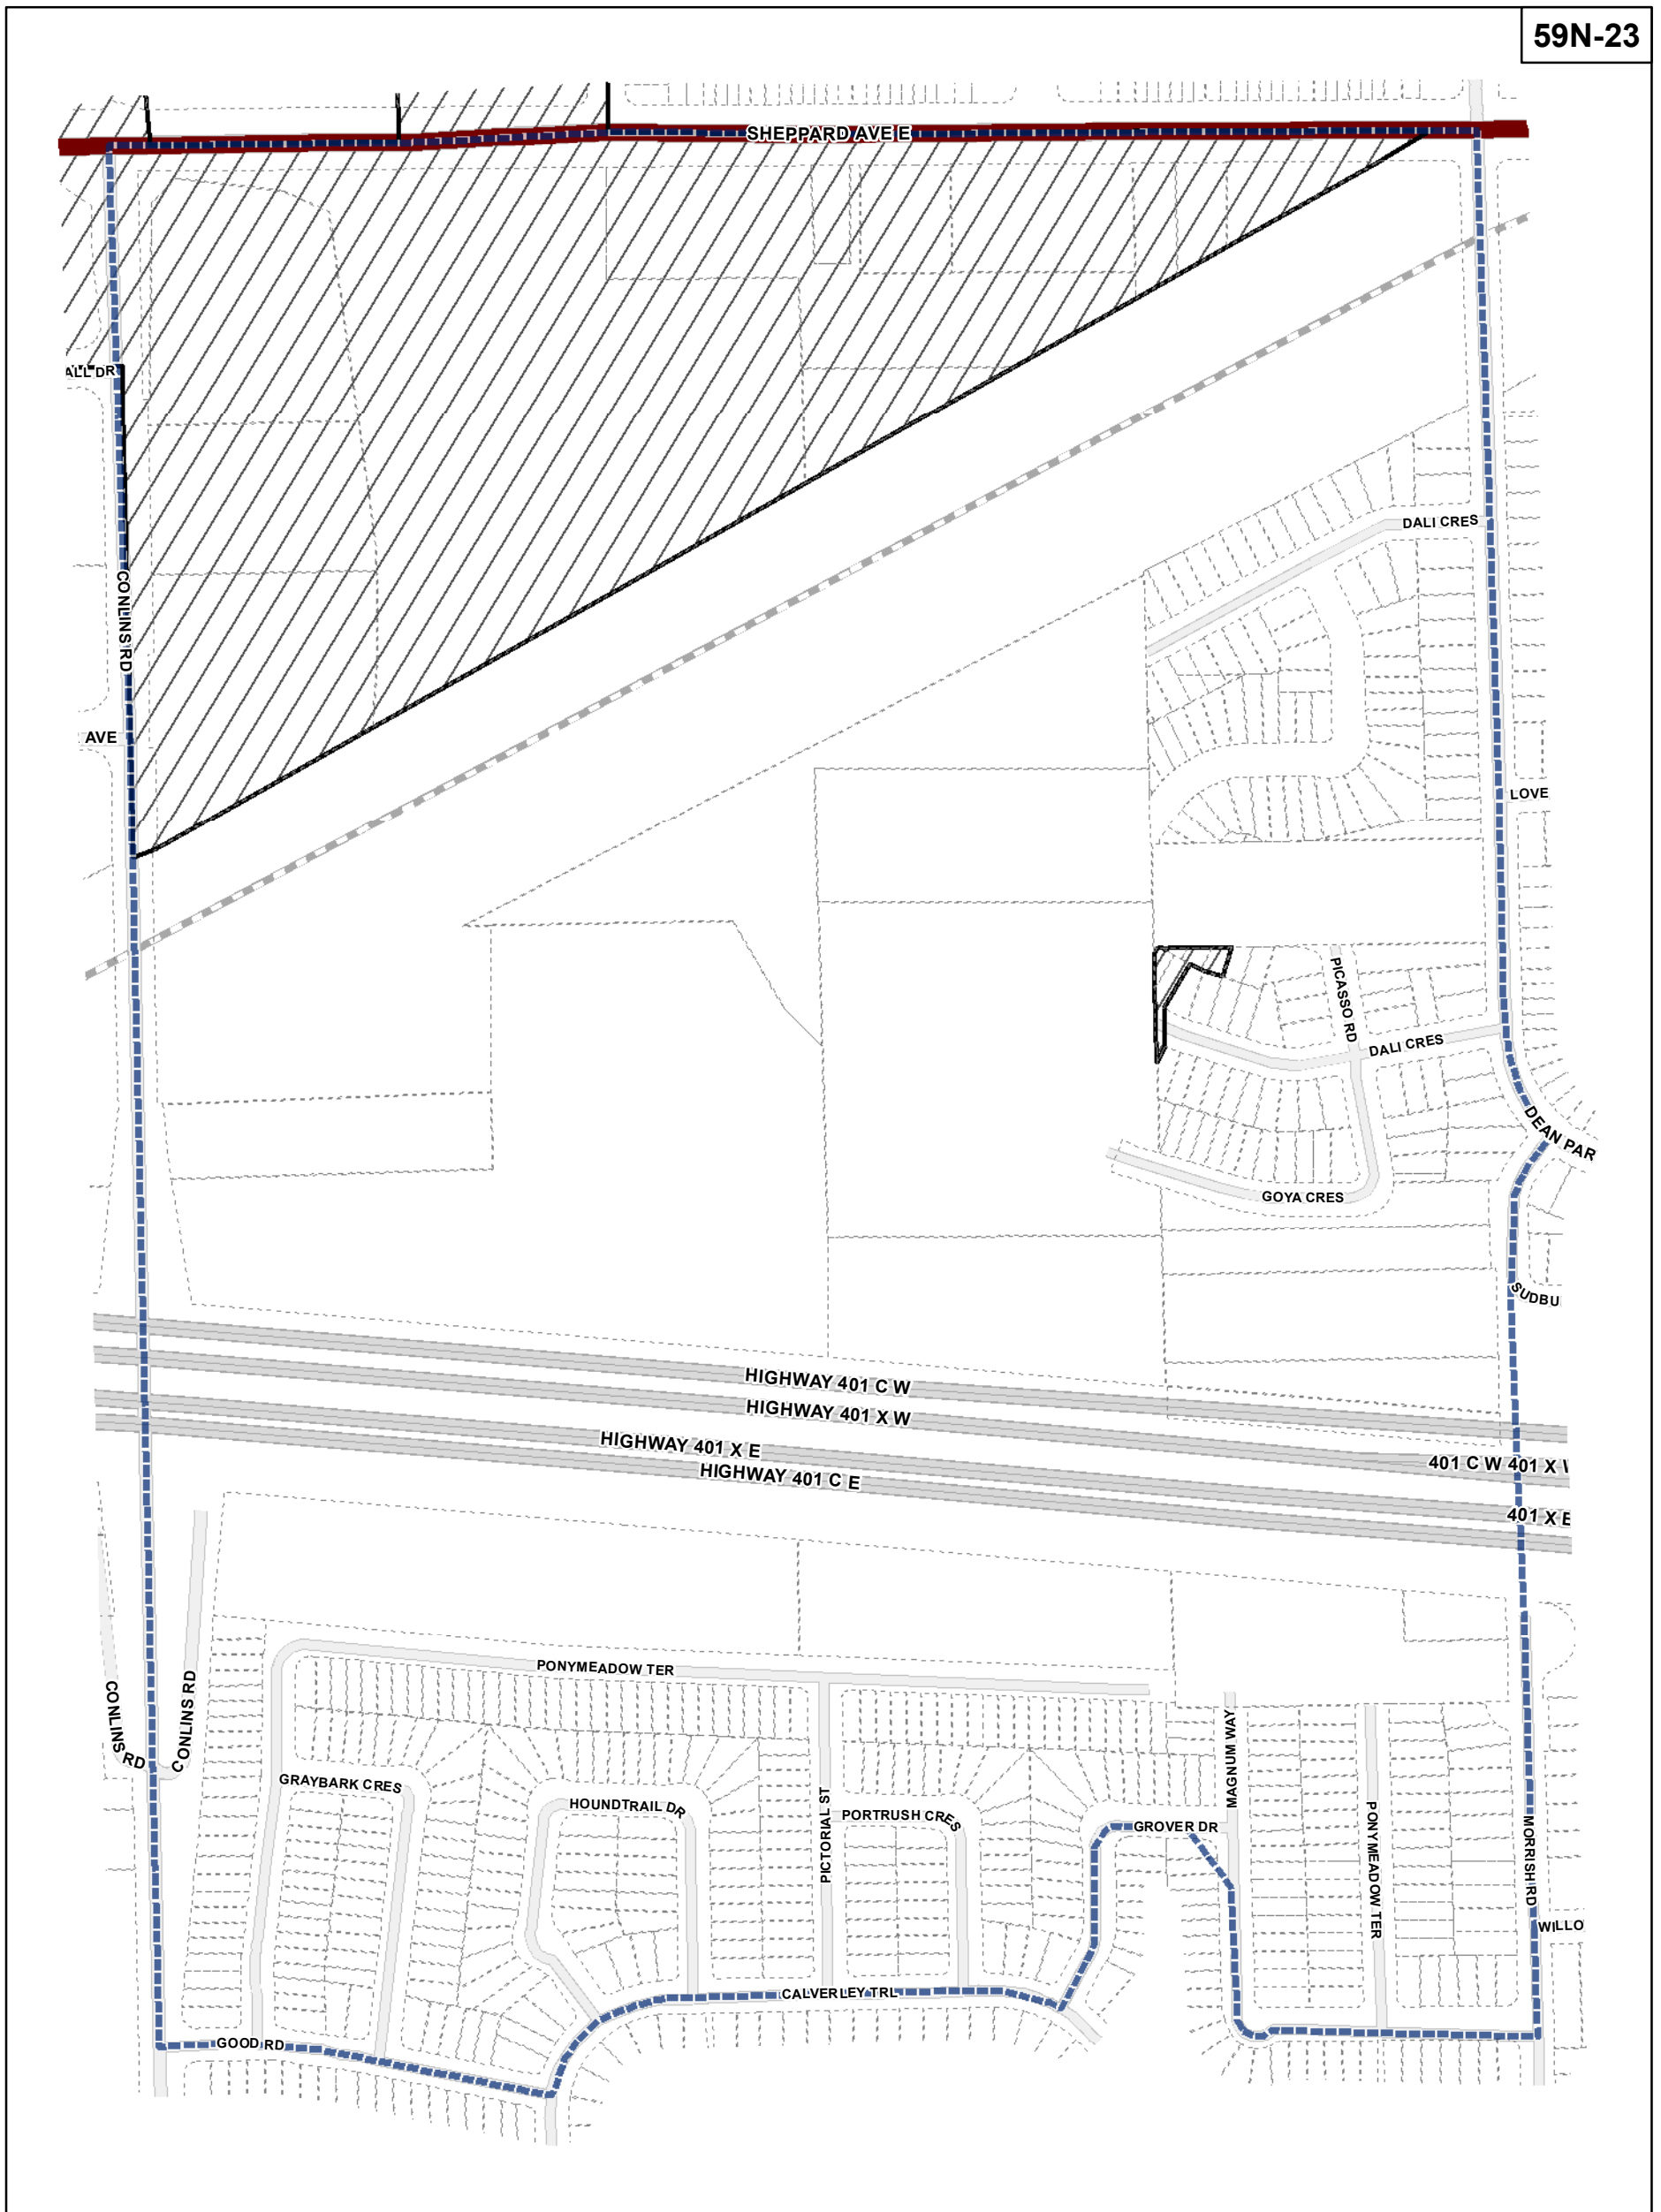 59N-23
SHEPPARD AVE E
ALL DR
DALI CRES
CONLINS RD
AVE
LOVE
PICASSO RD
DALI CRES
DEAN PAR
GOYA CRES
SUDBU
HIGHWAY 401 C W
HIGHWAY 401 X W
HIGHWAY 401 X E
401 C W 401 X W
HIGHWAY 401 C E
401 X E
PONYMEADOW TER
CONLINS RD
CONLINS RD
MAGNUM WAY
GRAYBARK CRES
HOUNDTRAIL DR
PICTORIAL ST
PORTRUSH CRES
GROVER DR
PONYMEADOW TER
MORRISH RD
WILLO
CALVERLEY TRL
GOOD RD